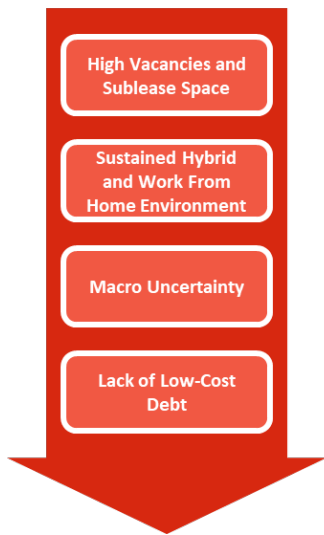 High Vacancies and
Sublease Space
Sustained Hybrid
and Work From
Home Environment
Macro Uncertainty
Lack of Low-Cost
Debt